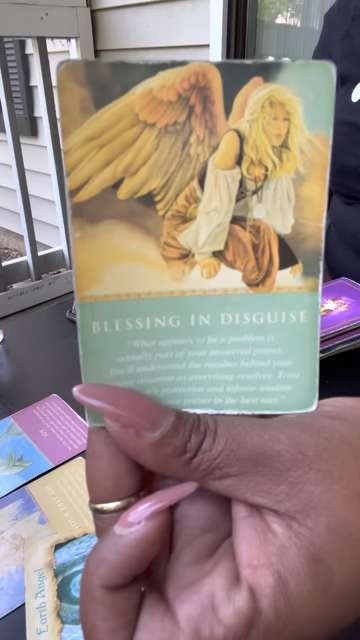 BLESSING IN DISGUISE
"What appears to be a problem is
actually part of your answered prayer.
You'll understand the reasons behind your
situation as everything resolves. Trust
protection and infinite wisdom
your prayer in the best way."
JOY
Earth Angel